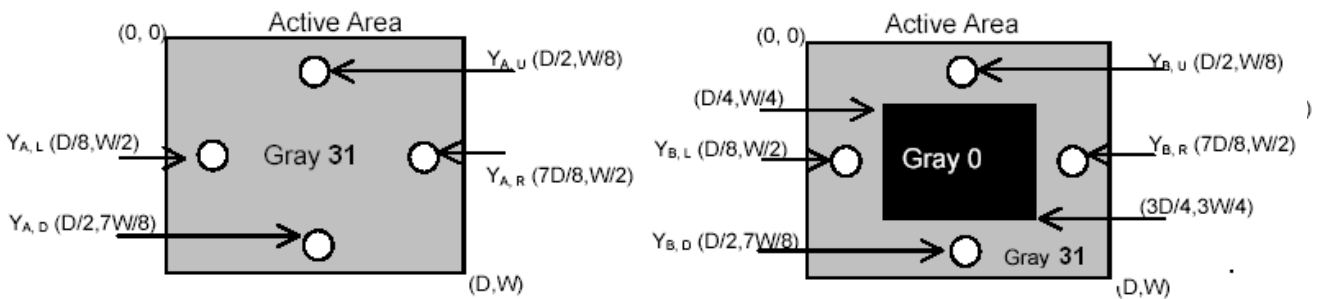 Active Area
(0, 0)
YA, U (D/2,W/8)
YA, L (D/8,W/2)
Gray 31
YA, R (7D/8,W/2)
YA, D (D/2,7W/8)
(D,W)
Active Area
(0, 0)
YB, U (D/2,W/8)
(D/4,W/4)
)
YB, L (D/8,W/2)
Gray 0
YB, R (7D/8,W/2)
(3D/4,3W/4)
YB, D (D/2,7W/8)
Gray 31
(D,W)